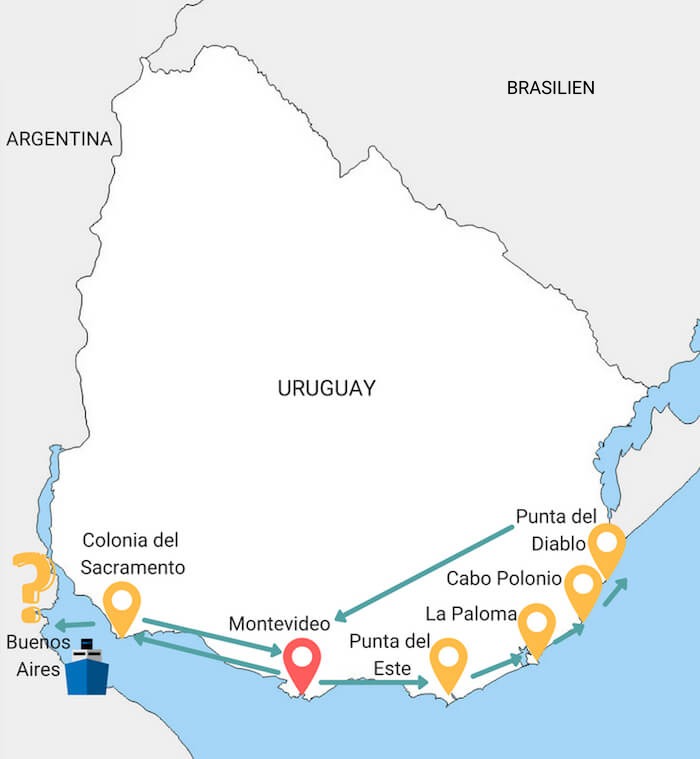 BRASILIEN
ARGENTINA
URUGUAY
Punta del
Diablo
Colonia del
Sacramento
Cabo Polonio
?
La Paloma
Montevideo
Punta del
Este
Buenos
Aires